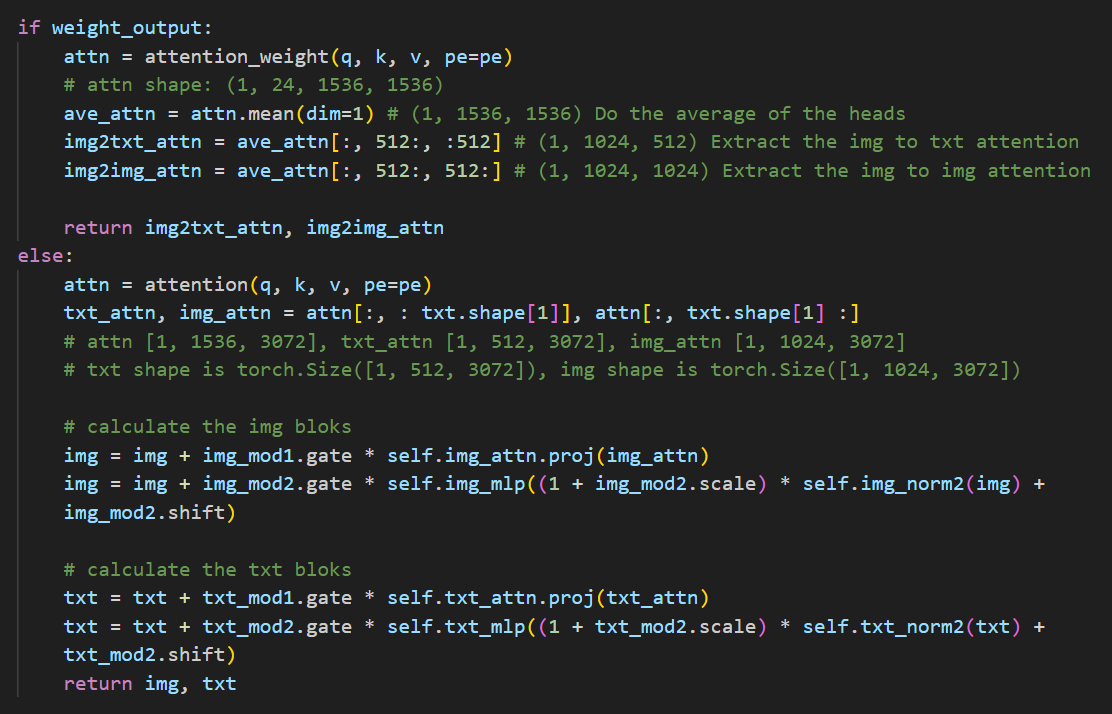 if weight_output:
    attn = attention_weight(q, k, v, pe=pe)
    # attn shape: (1, 24, 1536, 1536)
    ave_attn = attn.mean(dim=1) # (1, 1536, 1536) Do the average of the heads
    img2txt_attn = ave_attn[:, 512:, :512] # (1, 1024, 512) Extract the img to txt attention
    img2img_attn = ave_attn[:, 512:, 512:] # (1, 1024, 1024) Extract the img to img attention

    return img2txt_attn, img2img_attn
else:
    attn = attention(q, k, v, pe=pe)
    txt_attn, img_attn = attn[:, : txt.shape[1]], attn[:, txt.shape[1] :]
    # attn [1, 1536, 3072], txt_attn [1, 512, 3072], img_attn [1, 1024, 3072]
    # txt shape is torch.Size([1, 512, 3072]), img shape is torch.Size([1, 1024, 3072])

    # calculate the img bloks
    img = img + img_mod1.gate * self.img_attn.proj(img_attn)
    img = img + img_mod2.gate * self.img_mlp((1 + img_mod2.scale) * self.img_norm2(img) +
    img_mod2.shift)

    # calculate the txt bloks
    txt = txt + txt_mod1.gate * self.txt_attn.proj(txt_attn)
    txt = txt + txt_mod2.gate * self.txt_mlp((1 + txt_mod2.scale) * self.txt_norm2(txt) +
    txt_mod2.shift)
    return img, txt